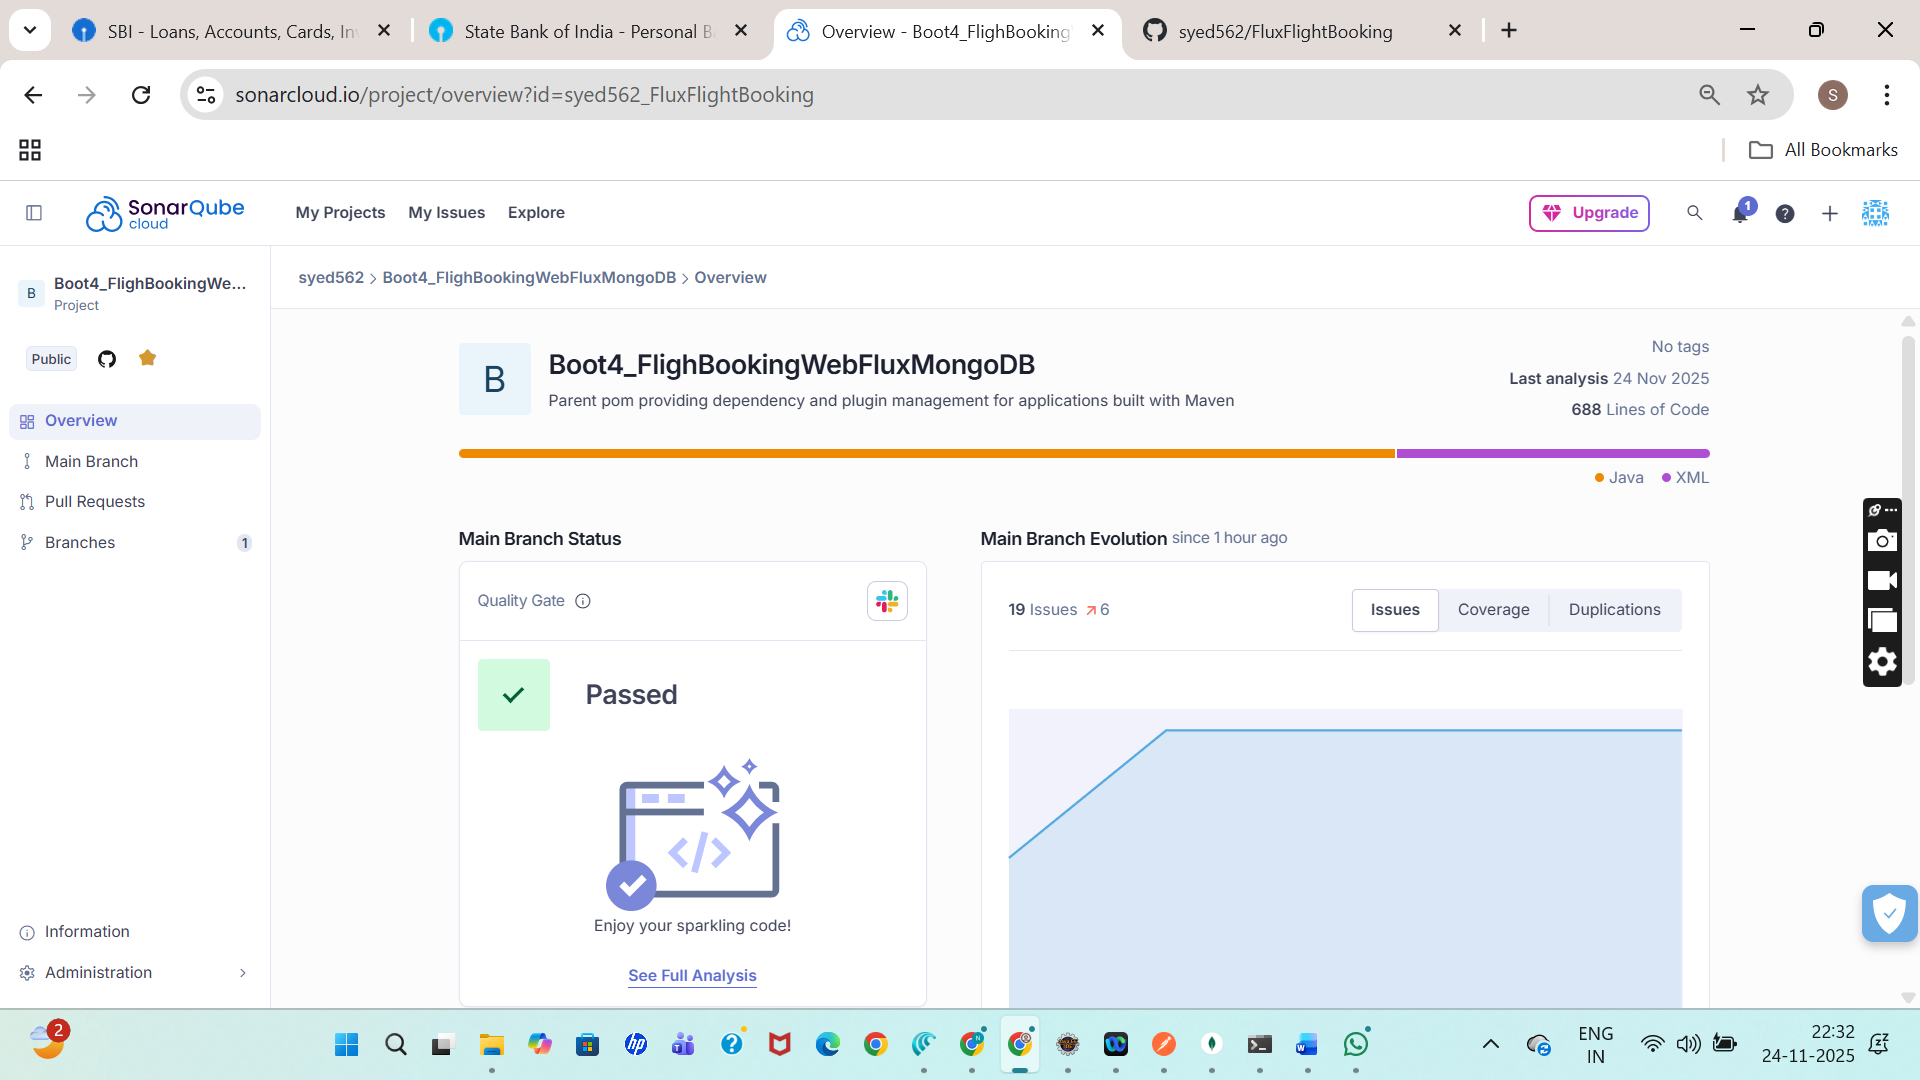 SBI - Loans, Accounts, Cards, In
State Bank of India - Personal B
Overview - Boot4_FlighBooking
syed562/FluxFlightBooking
sonarcloud.io/project/overview?id=syed562_FluxFlightBooking
S
All Bookmarks
SonarQube
cloud
My Projects
My Issues
Explore
Upgrade
1
B
Boot4_FlighBookingWe...
Project
Public
Overview
Main Branch
Pull Requests
Branches
1
Information
Administration
syed562 > Boot4_FlighBookingWebFluxMongoDB > Overview
B
Boot4_FlighBookingWebFluxMongoDB
Parent pom providing dependency and plugin management for applications built with Maven
No tags
Last analysis 24 Nov 2025
688 Lines of Code
Java
XML
Main Branch Status
Quality Gate
Passed
Enjoy your sparkling code!
See Full Analysis
Main Branch Evolution since 1 hour ago
19 Issues 6
Issues
Coverage
Duplications
2
ENG
IN
22:32
24-11-2025